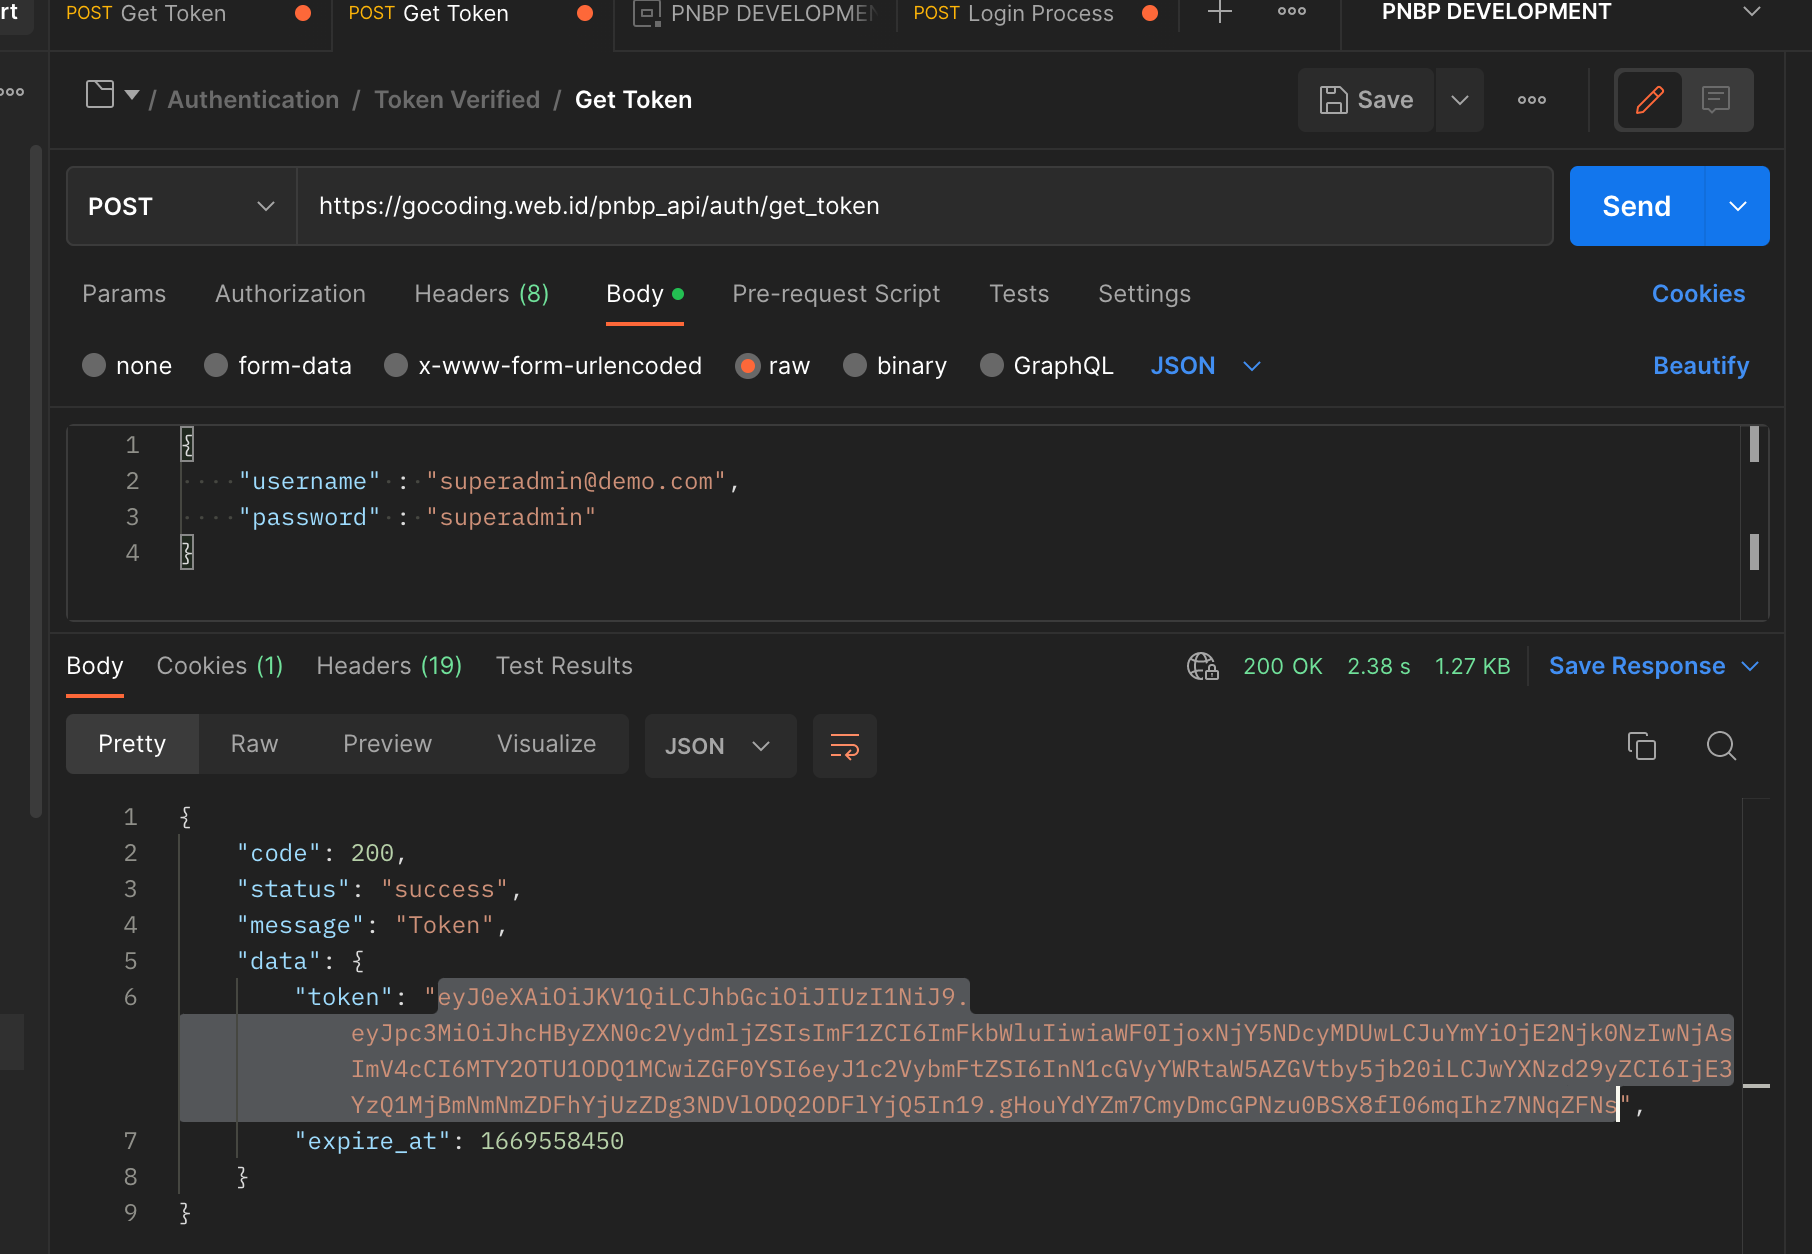 rt
POST Get Token
POST Get Token
PNBP DEVELOPMEN
POST Login Process
PNBP DEVELOPMENT
/ Authentication / Token Verified / Get Token
Save
POST
https://gocoding.web.id/pnbp_api/auth/get_token
Send
Params
Authorization
Headers (8)
Body
Pre-request Script
Tests
Settings
Cookies
none
form-data
x-www-form-urlencoded
raw
binary
GraphQL
JSON
Beautify
1 {
2 "username" : "superadmin@demo.com",
3 "password" : "superadmin"
4 }
Body
Cookies (1)
Headers (19)
Test Results
200 OK
2.38 s
1.27 KB
Save Response
Pretty
Raw
Preview
Visualize
JSON
1 {
2 "code": 200,
3 "status": "success",
4 "message": "Token",
5 "data": {
6 "token": "eyJ0eXAiOiJKV1QiLCJhbGciOiJIUzI1NiJ9.
eyJpc3MiOiJhcHByZXN0c2VydmljZSIsImF1ZCI6ImFkbWluIiwiaWF0IjoxNjY5NDcyMDUwLCJuYmYiOjE2Njk0NzIwNjAs
ImV4cCI6MTY2OTU1ODQ1MCwiZGF0YSI6eyJ1c2VybmFtZSI6InN1cGVyYWRtaW5AZGVtby5jb20iLCJwYXNzd29yZCI6IjE3
YzQ1MjBmNmNmZDFhYjUzZDg3NDVlODQ2ODFlYjQ5In19.gHouYdYZm7CmyDmcGPNzu0BSX8fI06mqIhz7NNqZFNs",
7 "expire_at": 1669558450
8 }
9 }